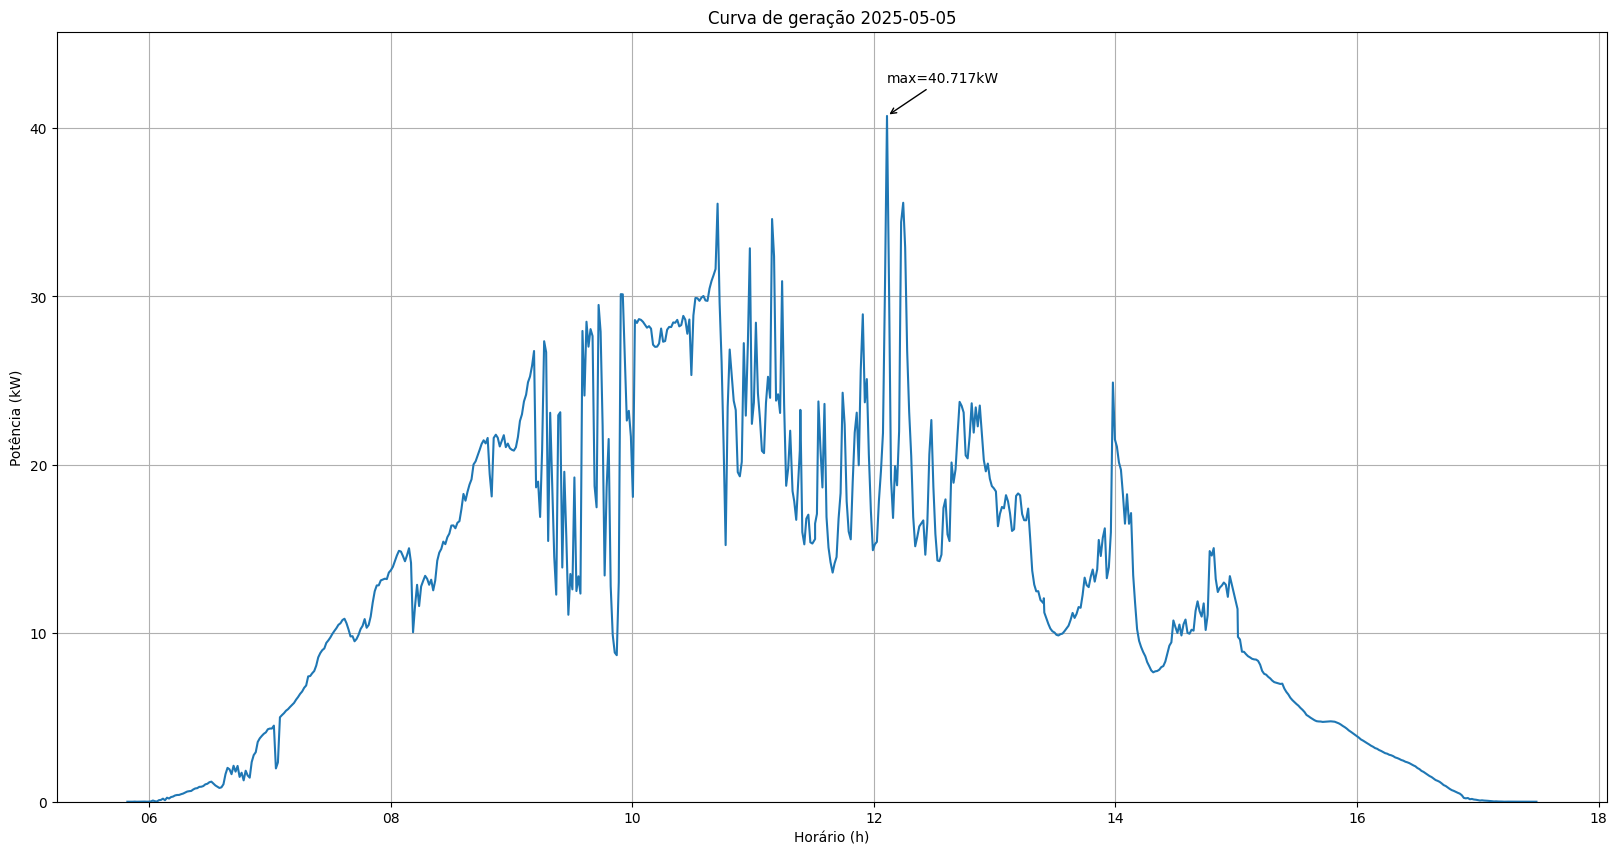 Curva de geração 2025-05-05
max=40.717kW
Potência (kW)
40
30
20
10
0
06 08 10 12 14 16 18
Horário (h)